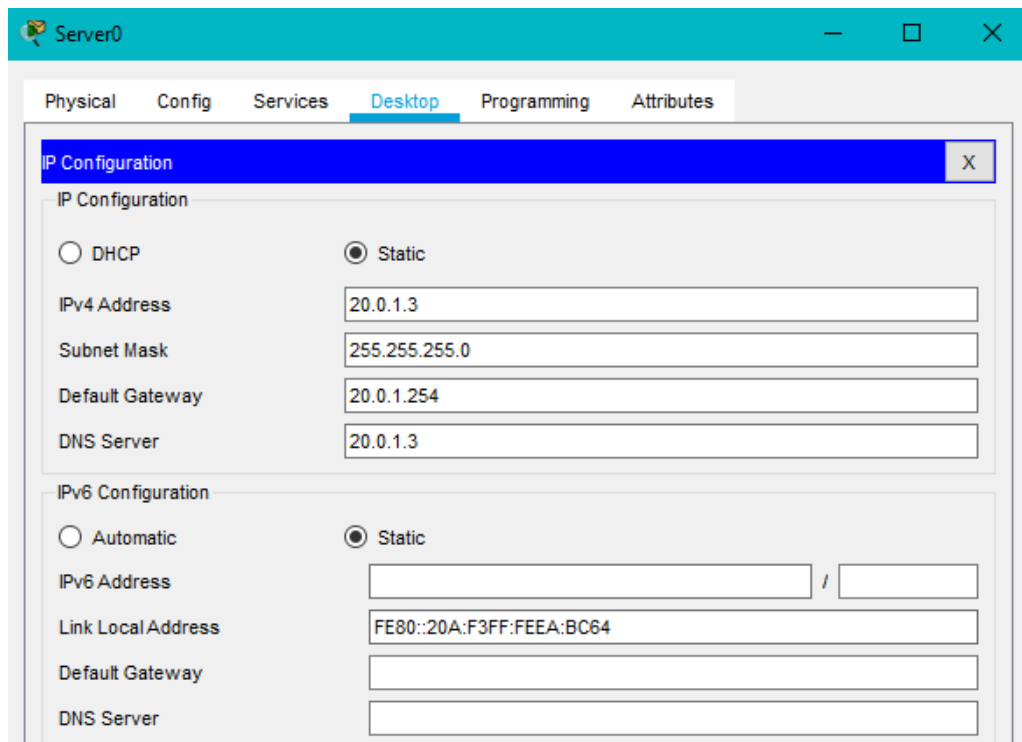 Server0
Physical Config Services Desktop Programming Attributes
IP Configuration X
IP Configuration
DHCP Static
IPv4 Address 20.0.1.3
Subnet Mask 255.255.255.0
Default Gateway 20.0.1.254
DNS Server 20.0.1.3
IPv6 Configuration
Automatic Static
IPv6 Address /
Link Local Address FE80::20A:F3FF:FEEA:BC64
Default Gateway
DNS Server